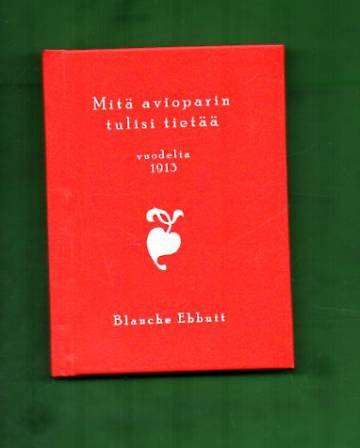 Mitä avioparin
tulisi tietää
vuodelta
1913
Blanche Ebbutt